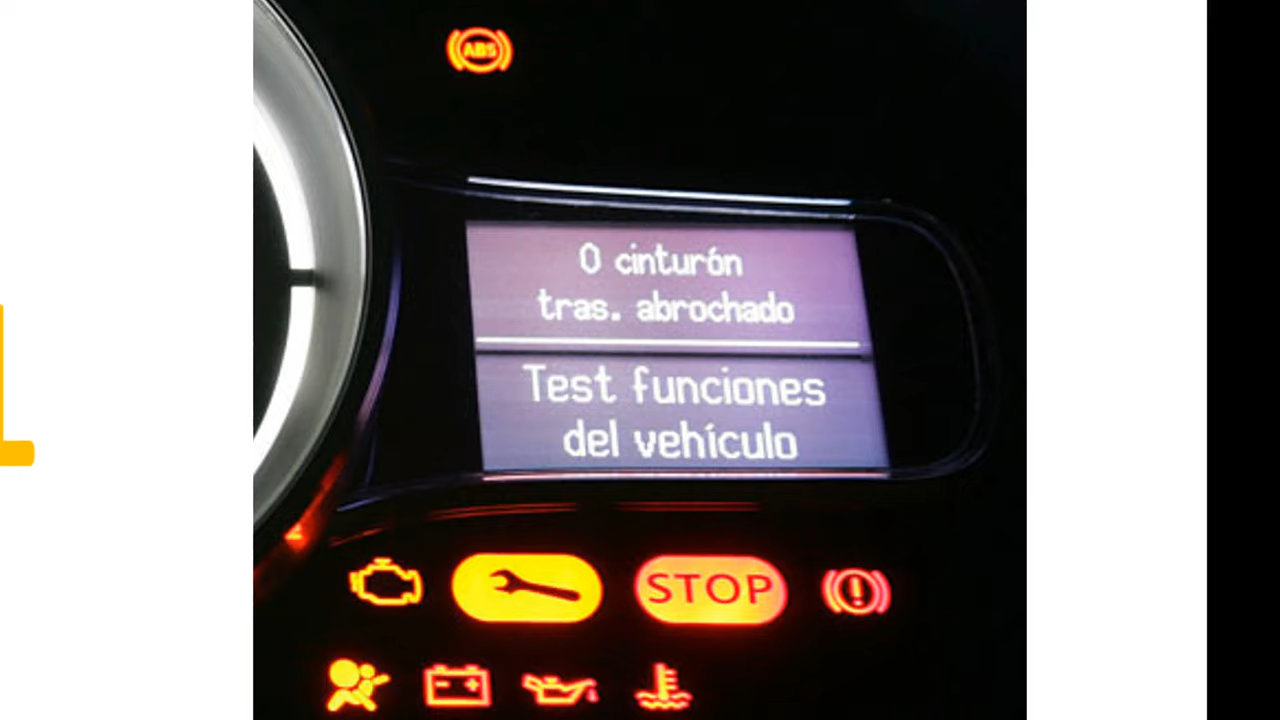 ABS
0 cinturón
tras. abrochado
Test funciones
del vehículo
STOP